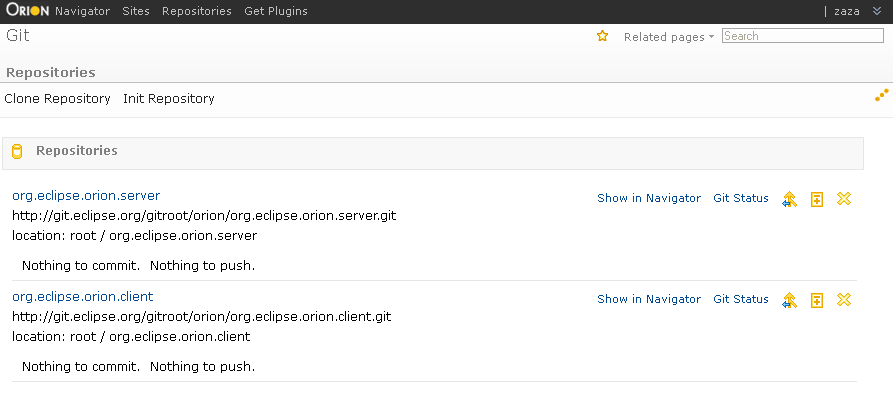 ORION Navigator Sites Repositories Get Plugins | zaza
Git Related pages Search
Repositories
Clone Repository Init Repository
Repositories
org.eclipse.orion.server Show in Navigator Git Status
http://git.eclipse.org/gitroot/orion/org.eclipse.orion.server.git
location: root / org.eclipse.orion.server
Nothing to commit. Nothing to push.
org.eclipse.orion.client Show in Navigator Git Status
http://git.eclipse.org/gitroot/orion/org.eclipse.orion.client.git
location: root / org.eclipse.orion.client
Nothing to commit. Nothing to push.